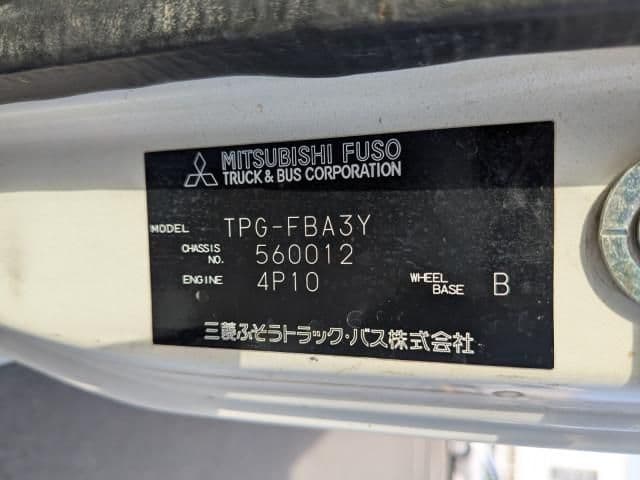 MITSUBISHI FUSO
TRUCK & BUS CORPORATION
MODEL TPG-FBA3Y
CHASSIS NO. 560012
ENGINE 4P10 WHEEL BASE B
三菱ふそうトラック・バス株式会社